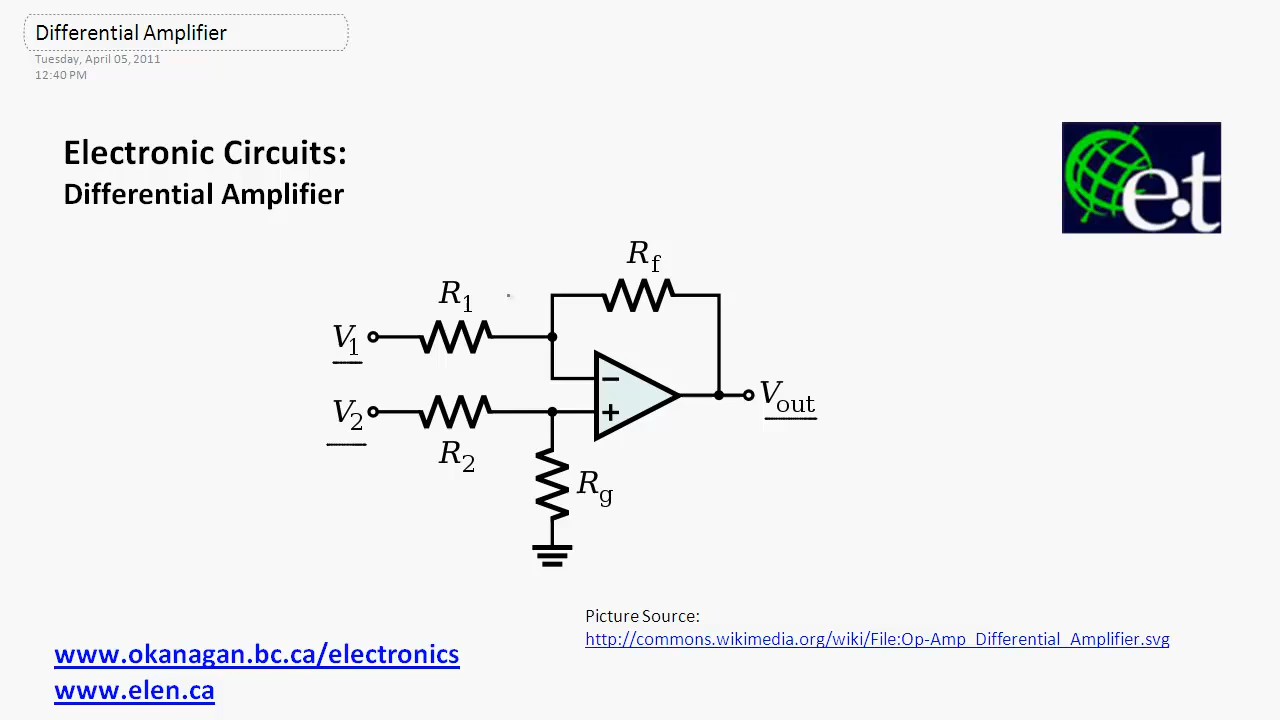 Differential Amplifier
Tuesday, April 05, 2011
12:40 PM
Electronic Circuits:
Differential Amplifier
e.t
Rf
R1
V1
−
Vout
V2
+
R2
Rg
Picture Source:
http://commons.wikimedia.org/wiki/File:Op-Amp_Differential_Amplifier.svg
www.okanagan.bc.ca/electronics
www.elen.ca